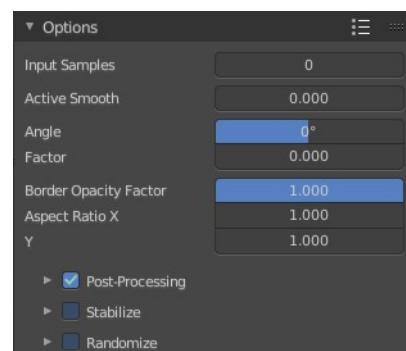 Options
Input Samples 0
Active Smooth 0.000
Angle 0°
Factor 0.000
Border Opacity Factor 1.000
Aspect Ratio X 1.000
Y 1.000
Post-Processing
Stabilize
Randomize